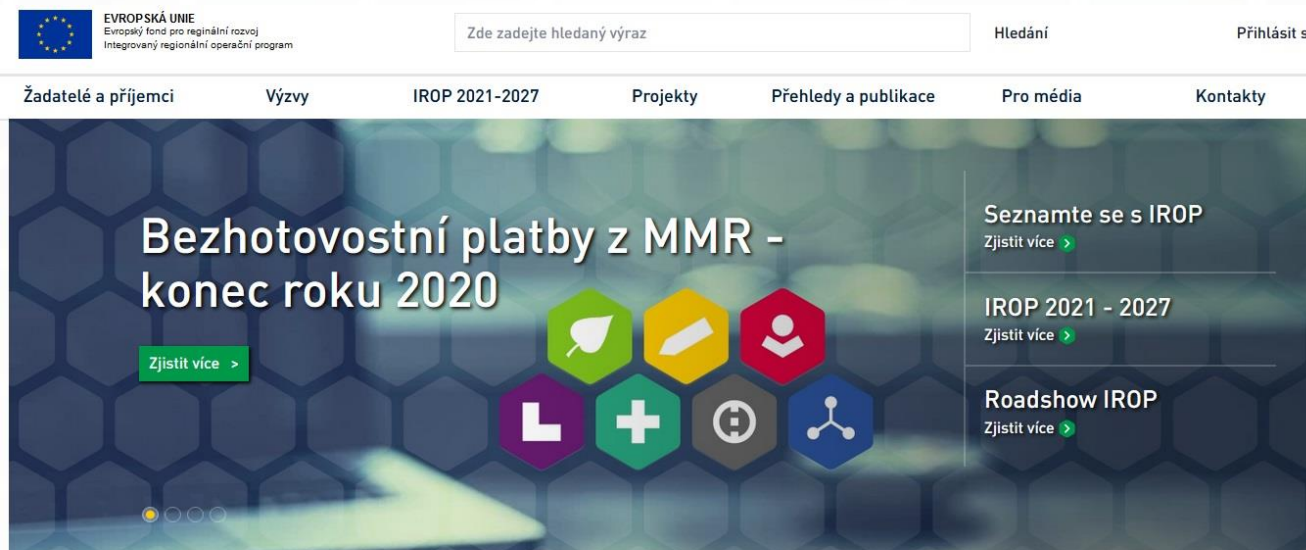 EVROPSKÁ UNIE
Evropský fond pro reginální rozvoj
Integrovaný regionální operační program
Zde zadejte hledaný výraz
Hledání
Přihlásit s
Žadatelé a příjemci
Výzvy
IROP 2021-2027
Projekty
Přehledy a publikace
Pro média
Kontakty
Bezhotovostní platby z MMR -
konec roku 2020
Zjistit více >
Seznamte se s IROP
Zjistit více >
IROP 2021 - 2027
Zjistit více >
Roadshow IROP
Zjistit více >